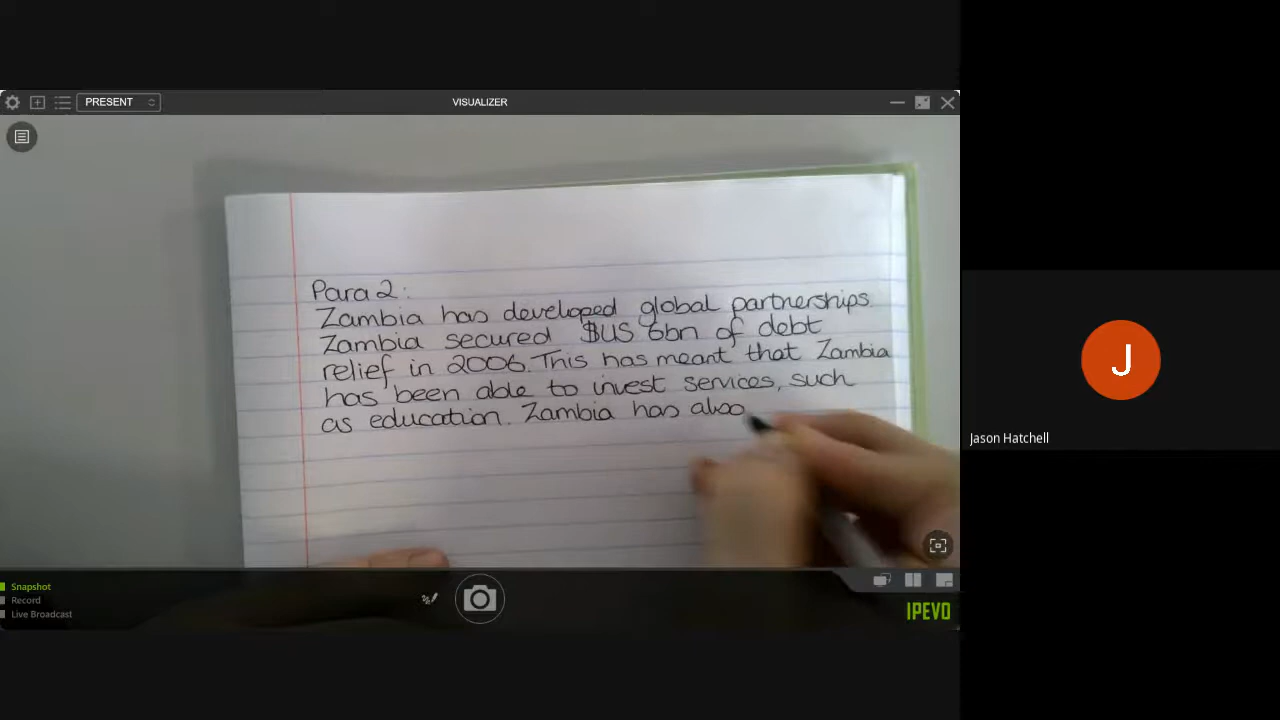 PRESENT
VISUALIZER
Para 2:
Zambia has developed global partnerships.
Zambia secured $US 6bn of debt
relief in 2006. This has meant that Zambia
has been able to invest services, such
as education. Zambia has also
J
Jason Hatchell
Snapshot
Record
Live Broadcast
IPEVO